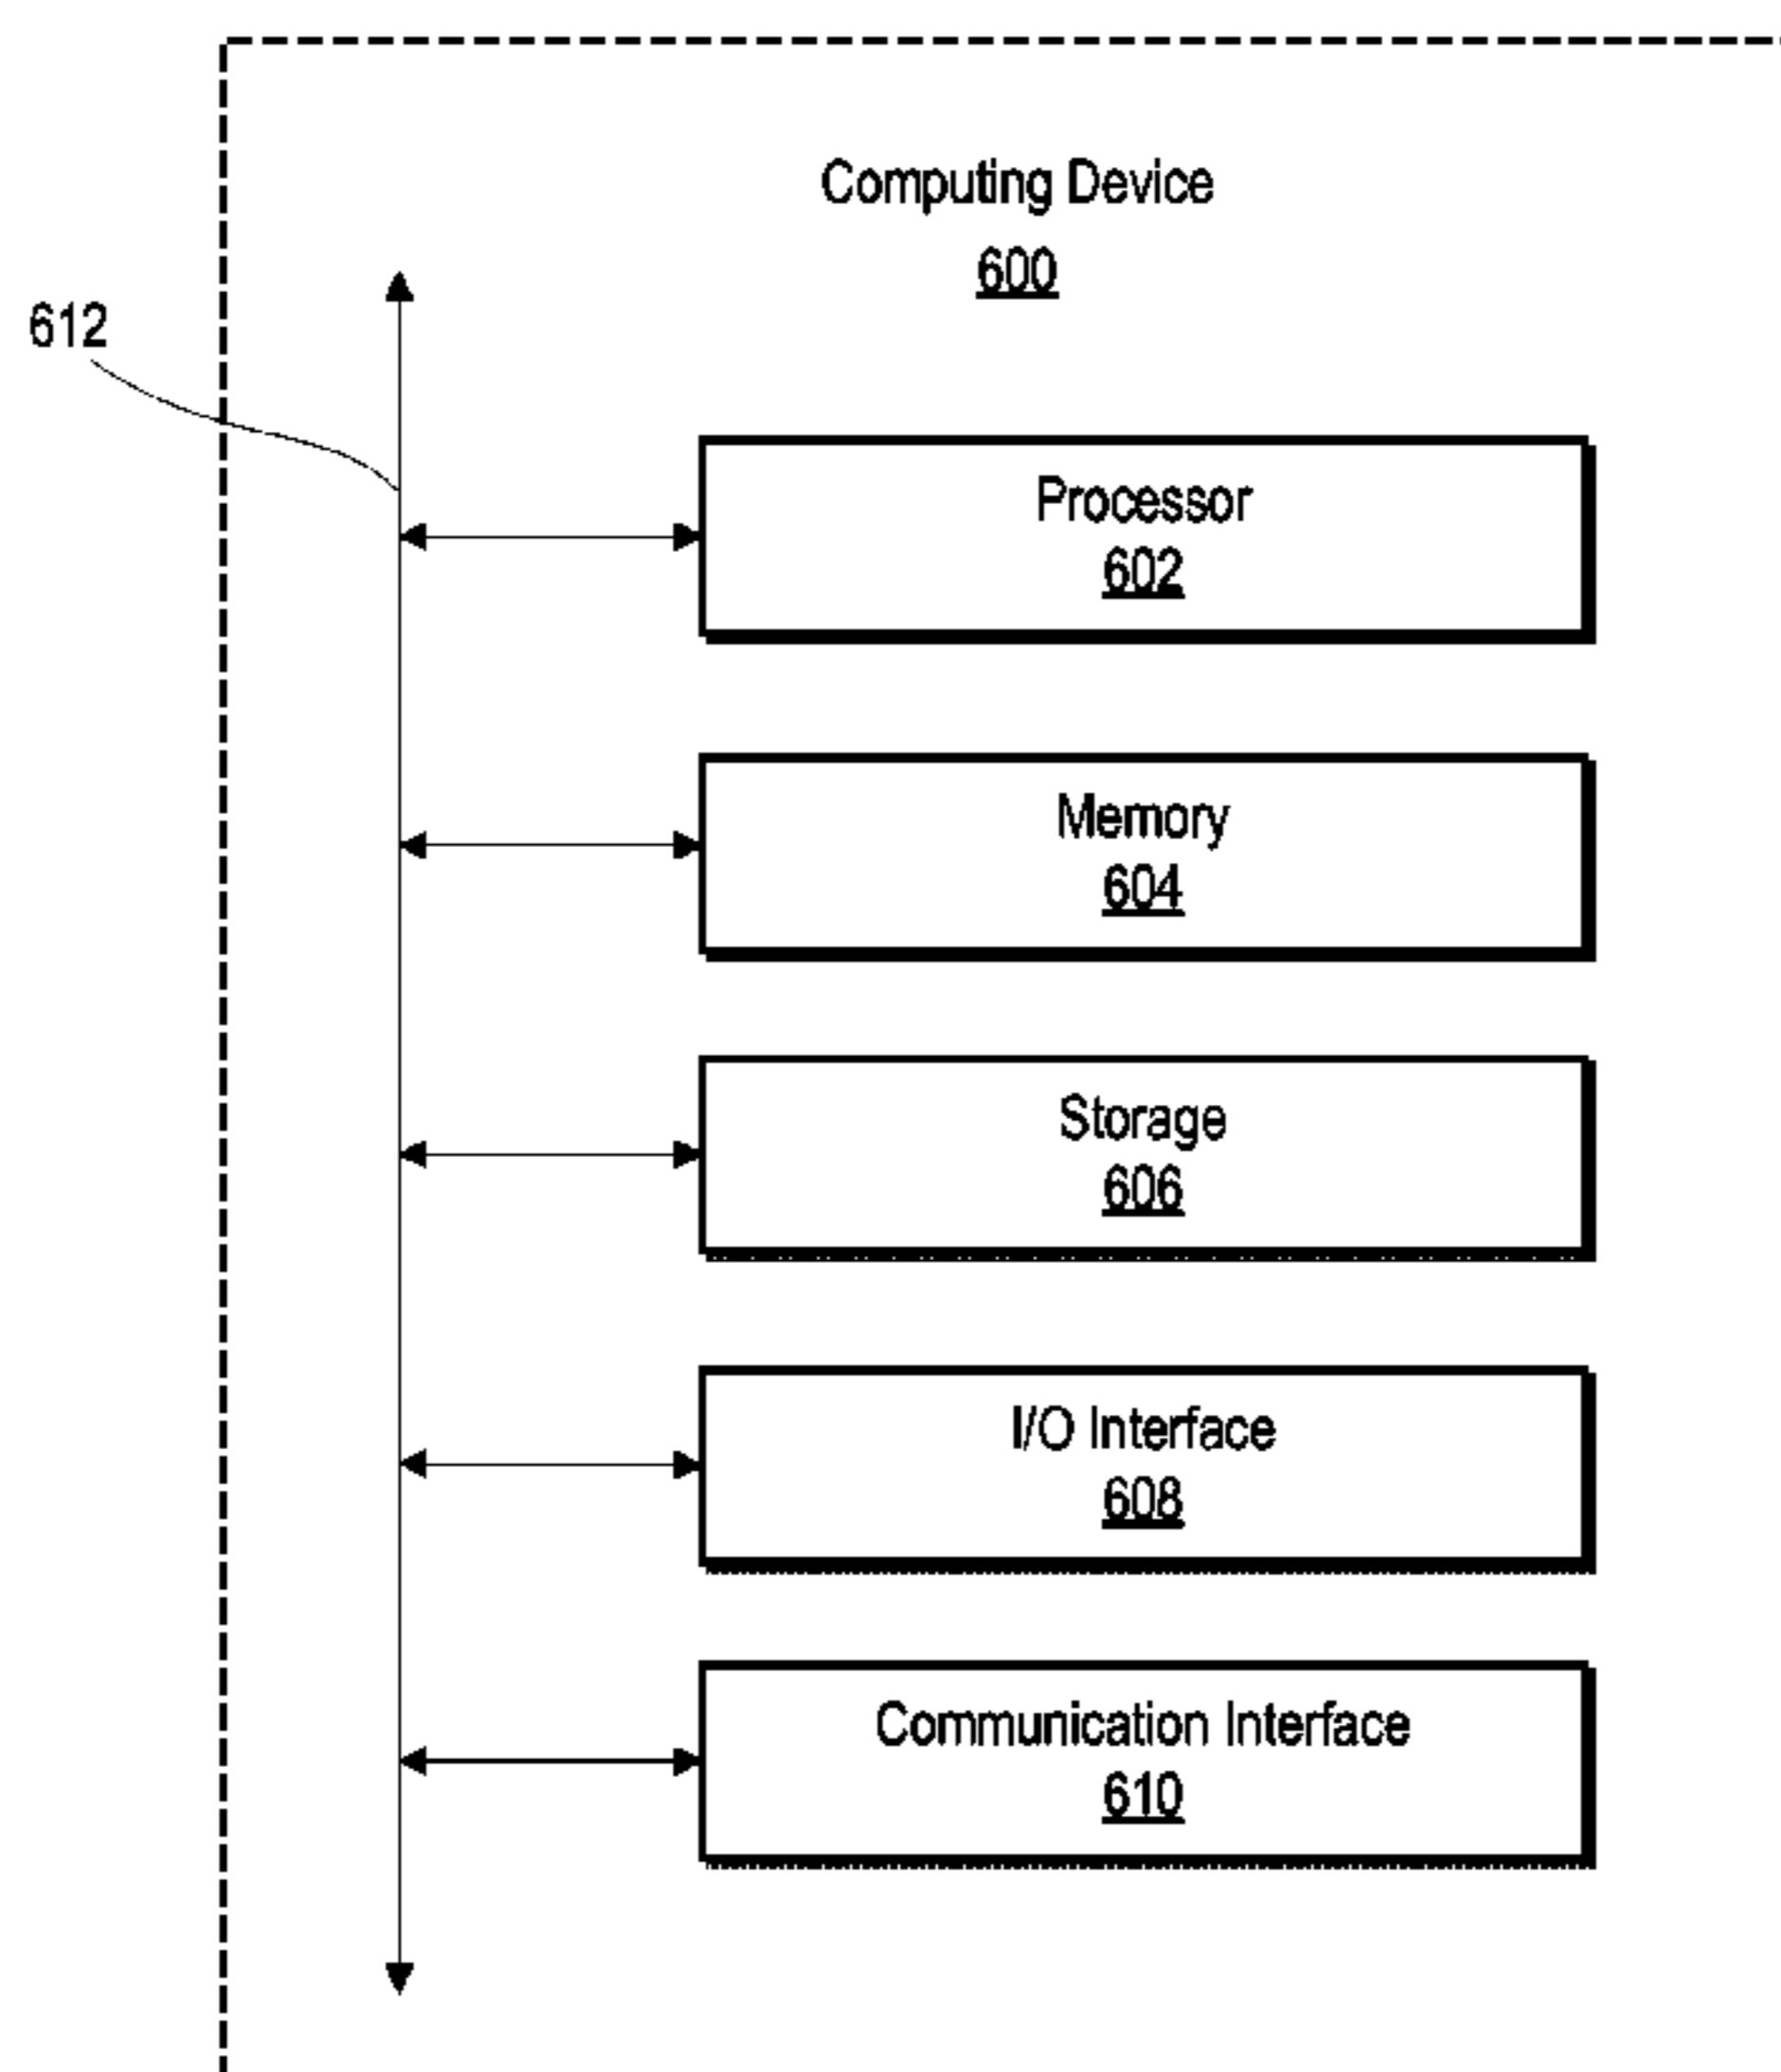 Computing Device
600
612
Processor
602
Memory
604
Storage
606
I/O Interface
608
Communication Interface
610